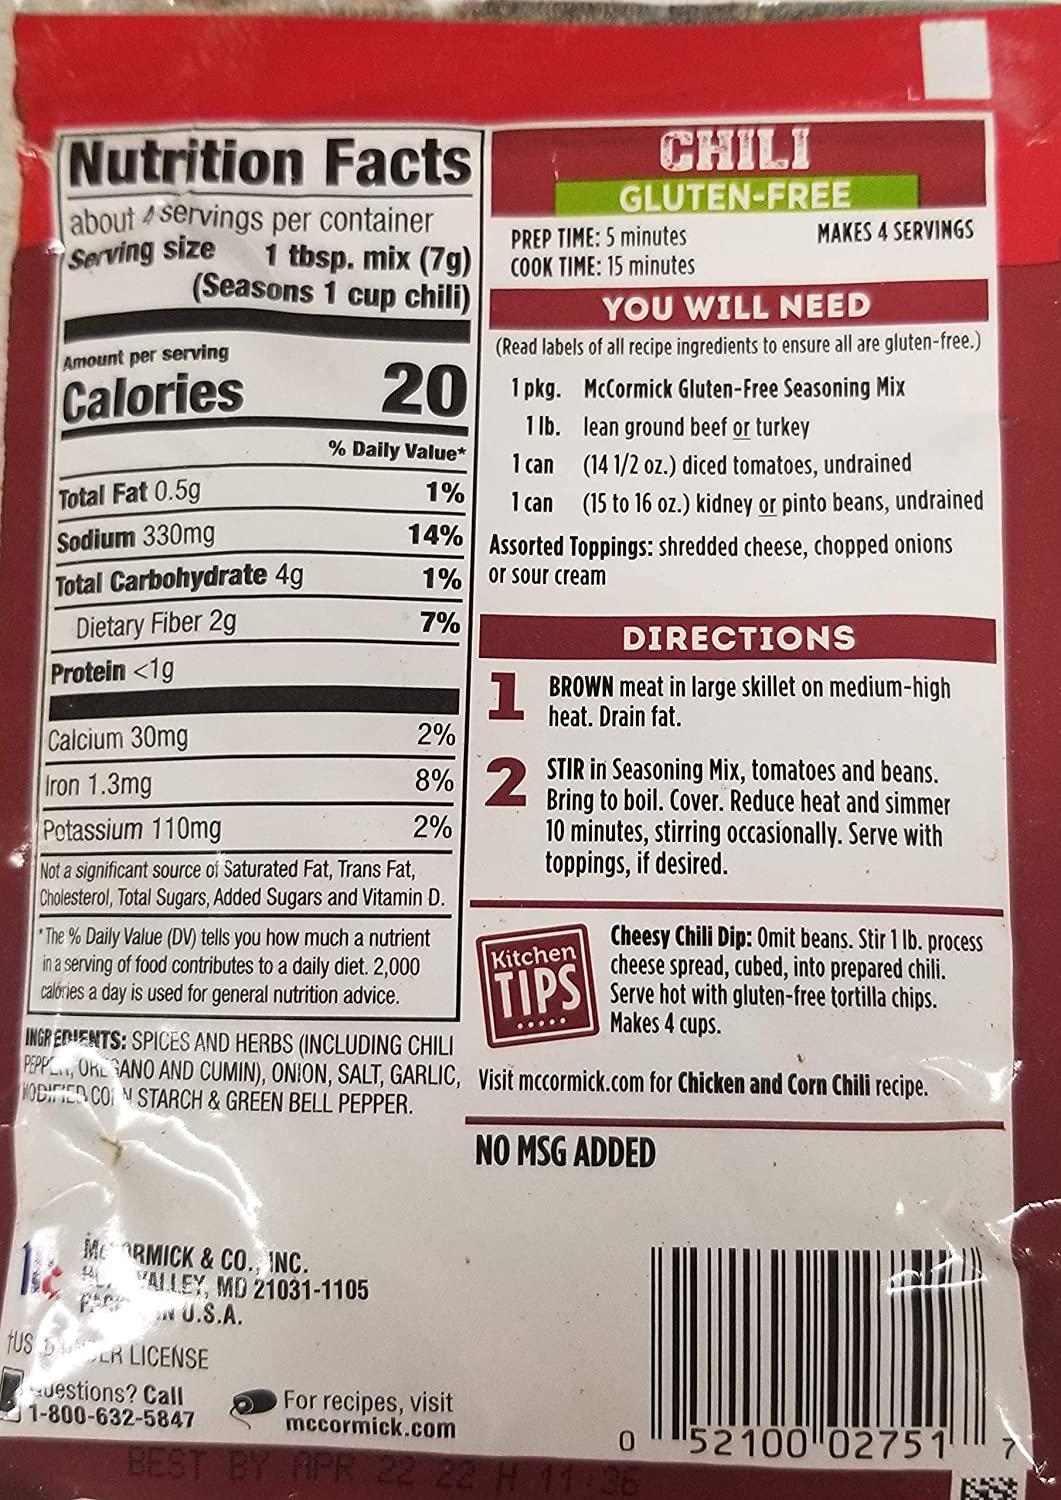 Nutrition Facts
about 4 servings per container
Serving size 1 tbsp. mix (7g)
(Seasons 1 cup chili)
Amount per serving
Calories 20
% Daily Value*
Total Fat 0.5g 1%
Sodium 330mg 14%
Total Carbohydrate 4g 1%
Dietary Fiber 2g 7%
Protein <1g
Calcium 30mg 2%
Iron 1.3mg 8%
Potassium 110mg 2%
Not a significant source of Saturated Fat, Trans Fat,
Cholesterol, Total Sugars, Added Sugars and Vitamin D.
*The % Daily Value (DV) tells you how much a nutrient
in a serving of food contributes to a daily diet. 2,000
calories a day is used for general nutrition advice.
INGREDIENTS: SPICES AND HERBS (INCLUDING CHILI
PEPPER, OREGANO AND CUMIN), ONION, SALT, GARLIC,
MODIFIED CORN STARCH & GREEN BELL PEPPER.
McCORMICK & CO., INC.
VALLEY, MD 21031-1105
IN U.S.A.
†US LICENSE
Questions? Call
1-800-632-5847
For recipes, visit
mccormick.com
CHILI
GLUTEN-FREE
PREP TIME: 5 minutes MAKES 4 SERVINGS
COOK TIME: 15 minutes
YOU WILL NEED
(Read labels of all recipe ingredients to ensure all are gluten-free.)
1 pkg. McCormick Gluten-Free Seasoning Mix
1 lb. lean ground beef or turkey
1 can (14 1/2 oz.) diced tomatoes, undrained
1 can (15 to 16 oz.) kidney or pinto beans, undrained
Assorted Toppings: shredded cheese, chopped onions
or sour cream
DIRECTIONS
1 BROWN meat in large skillet on medium-high
heat. Drain fat.
2 STIR in Seasoning Mix, tomatoes and beans.
Bring to boil. Cover. Reduce heat and simmer
10 minutes, stirring occasionally. Serve with
toppings, if desired.
Kitchen
TIPS
Cheesy Chili Dip: Omit beans. Stir 1 lb. process
cheese spread, cubed, into prepared chili.
Serve hot with gluten-free tortilla chips.
Makes 4 cups.
Visit mccormick.com for Chicken and Corn Chili recipe.
NO MSG ADDED
0 52100 02751 7
BEST BY APR 22 22 H 11:36